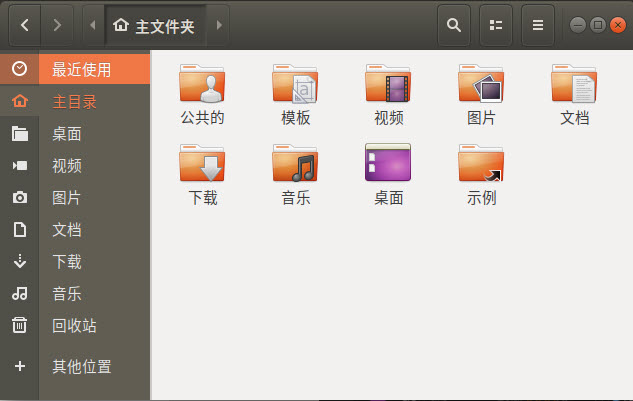 主文件夹
最近使用
主目录
桌面
视频
图片
文档
下载
音乐
回收站
其他位置
公共的
模板
视频
图片
文档
下载
音乐
桌面
示例